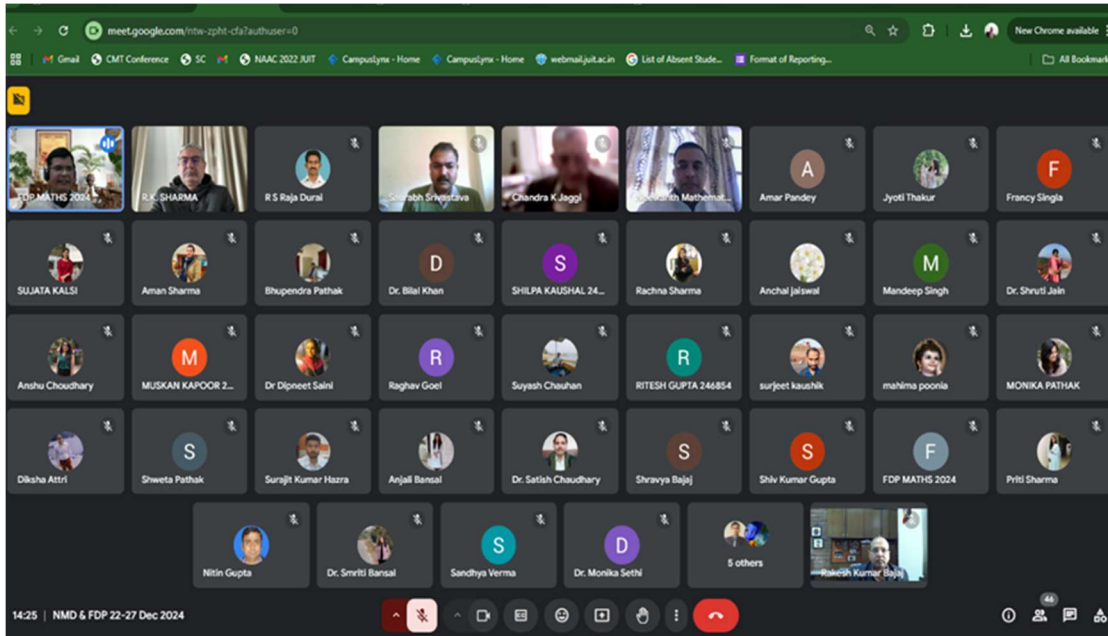 meet.google.com/ntw-zpht-cfa?authuser=0
New Chrome available
Gmail CMT Conference SC NAAC 2022 JUIT CampusLynx - Home CampusLynx - Home webmail.juit.ac.in List of Absent Stude... Format of Reporting... All Bookmark
FDP MATHS 2024 R.K. SHARMA R S Raja Durai Saurabh Srivastava Chandra K Jaggi Mathemat... Amar Pandey Jyoti Thakur Francy Singla
A F
SUJATA KALSI Aman Sharma Bhupendra Pathak Dr. Bilal Khan SHILPA KAUSHAL 24... Rachna Sharma Anchal jaiswal Mandeep Singh Dr. Shruti Jain
D S M
Anshu Choudhary MUSKAN KAPOOR 2... Dr Dipneet Saini Raghav Goel Suyash Chauhan RITESH GUPTA 246854 surjeet kaushik mahima poonia MONIKA PATHAK
M R R
Diksha Attri Shweta Pathak Surajit Kumar Hazra Anjali Bansal Dr. Satish Chaudhary Shravya Bajaj Shiv Kumar Gupta FDP MATHS 2024 Priti Sharma
S S S F
Nitin Gupta Dr. Smriti Bansal Sandhya Verma Dr. Monika Sethi 5 others Rakesh Kumar Bajaj
S D
14:25 | NMD & FDP 22-27 Dec 2024
46